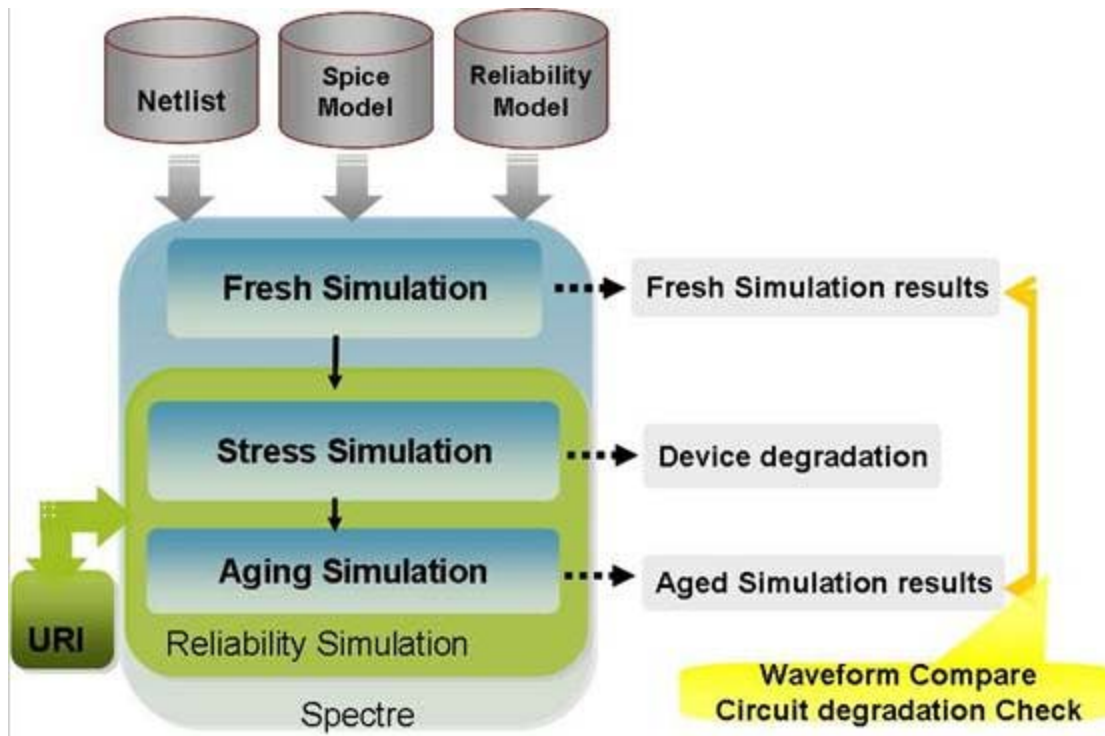 Netlist
Spice
Model
Reliability
Model
Fresh Simulation
Fresh Simulation results
Stress Simulation
Device degradation
Aging Simulation
Aged Simulation results
URI
Reliability Simulation
Spectre
Waveform Compare
Circuit degradation Check